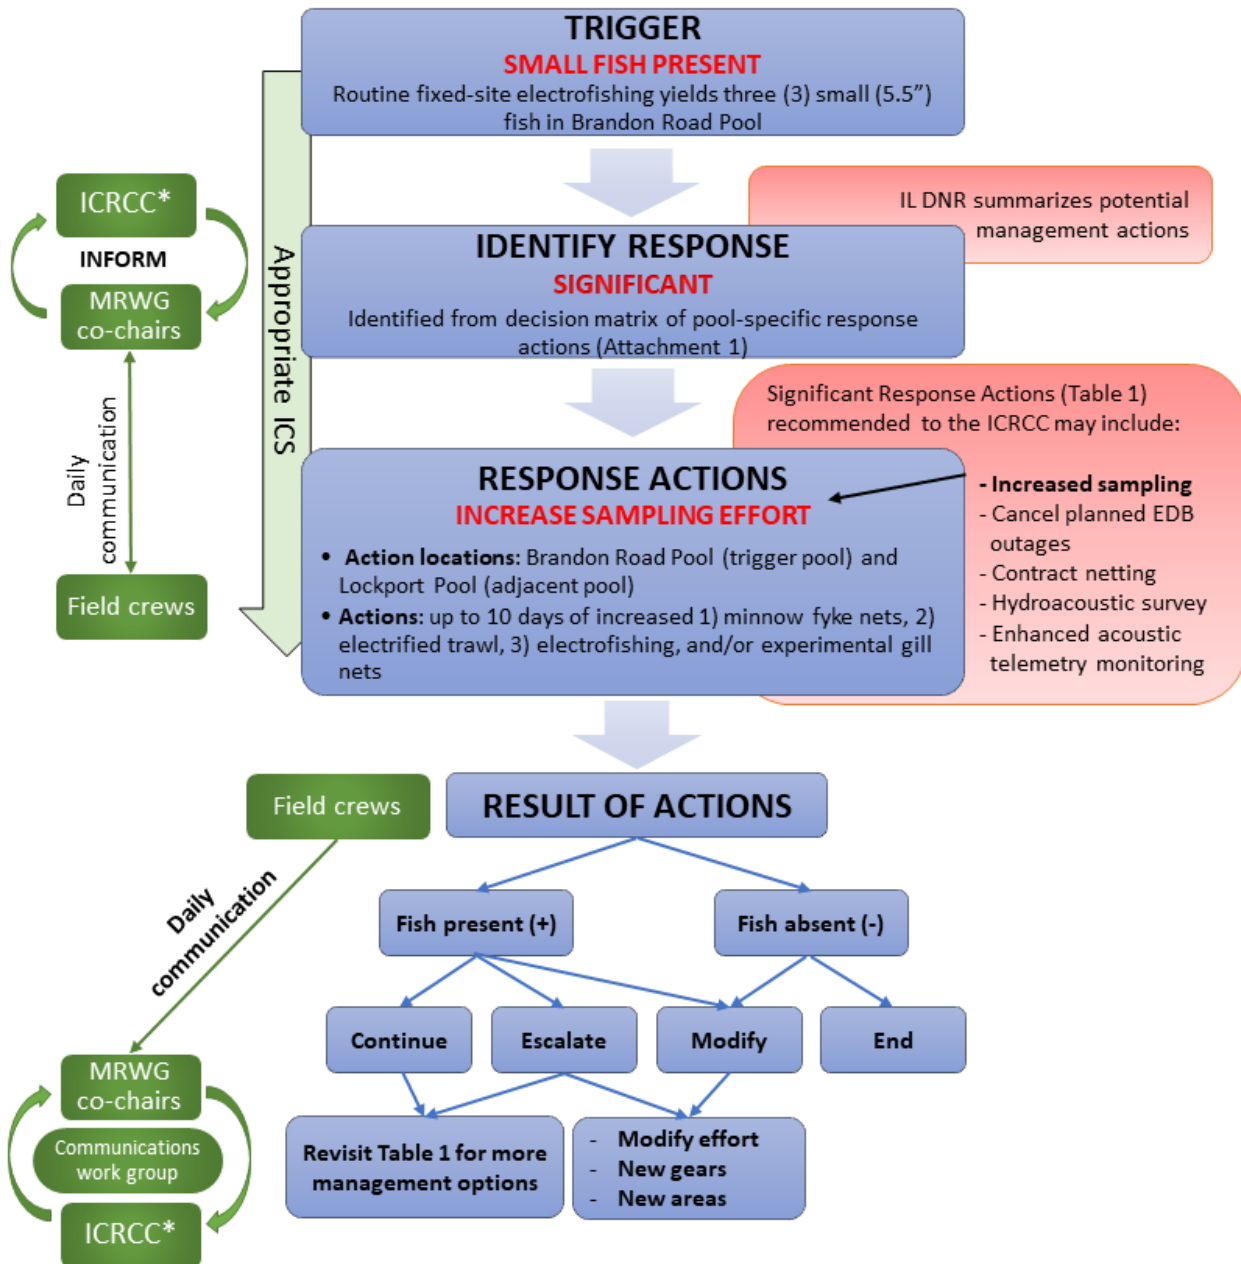 TRIGGER
SMALL FISH PRESENT
Routine fixed-site electrofishing yields three (3) small (5.5”)
fish in Brandon Road Pool
ICRCC*
INFORM
MRWG
co-chairs
Daily
communication
Field crews
Appropriate ICS
IL DNR summarizes potential
management actions
IDENTIFY RESPONSE
SIGNIFICANT
Identified from decision matrix of pool-specific response
actions (Attachment 1)
Significant Response Actions (Table 1)
recommended to the ICRCC may include:
- Increased sampling
- Cancel planned EDB
outages
- Contract netting
- Hydroacoustic survey
- Enhanced acoustic
telemetry monitoring
RESPONSE ACTIONS
INCREASE SAMPLING EFFORT
• Action locations: Brandon Road Pool (trigger pool) and
Lockport Pool (adjacent pool)
• Actions: up to 10 days of increased 1) minnow fyke nets, 2)
electrified trawl, 3) electrofishing, and/or experimental gill
nets
Field crews
RESULT OF ACTIONS
Daily
communication
Fish present (+)
Fish absent (-)
Continue
Escalate
Modify
End
MRWG
co-chairs
Communications
work group
ICRCC*
Revisit Table 1 for more
management options
- Modify effort
- New gears
- New areas